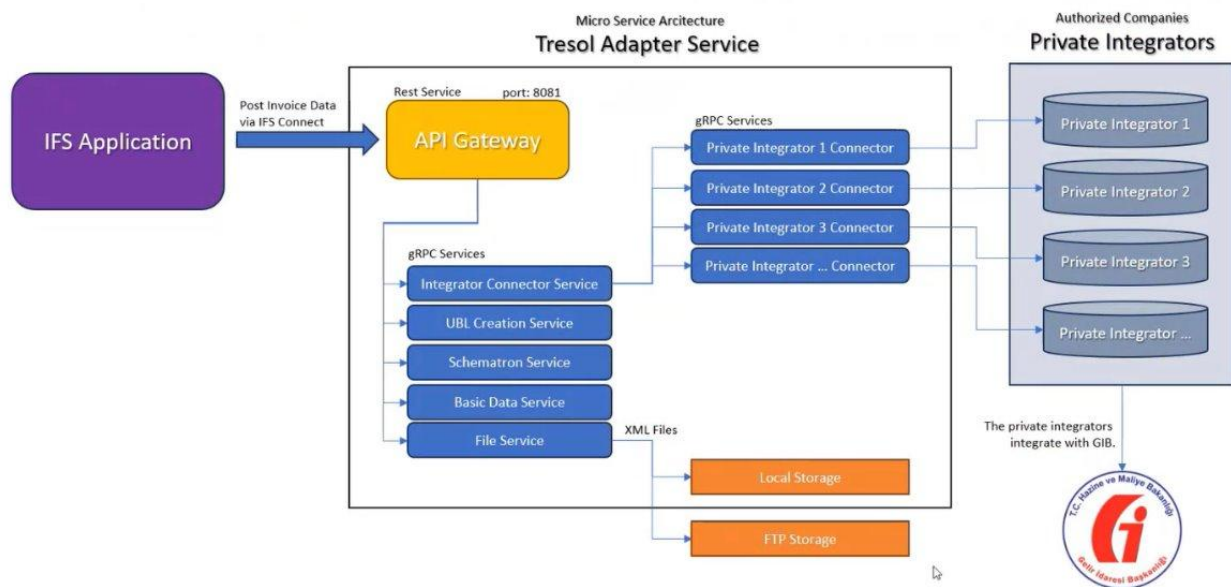 Micro Service Arcitecture
Tresol Adapter Service
Authorized Companies
Private Integrators
IFS Application
Post Invoice Data
via IFS Connect
Rest Service
port: 8081
API Gateway
gRPC Services
Private Integrator 1 Connector
Private Integrator 2 Connector
Private Integrator 3 Connector
Private Integrator ... Connector
gRPC Services
Integrator Connector Service
UBL Creation Service
Schematron Service
Basic Data Service
File Service
XML Files
Local Storage
FTP Storage
Private Integrator 1
Private Integrator 2
Private Integrator 3
Private Integrator ...
The private integrators
integrate with GIB.
T.C. Hazine ve Maliye Bakanlığı
Gelir İdaresi Başkanlığı